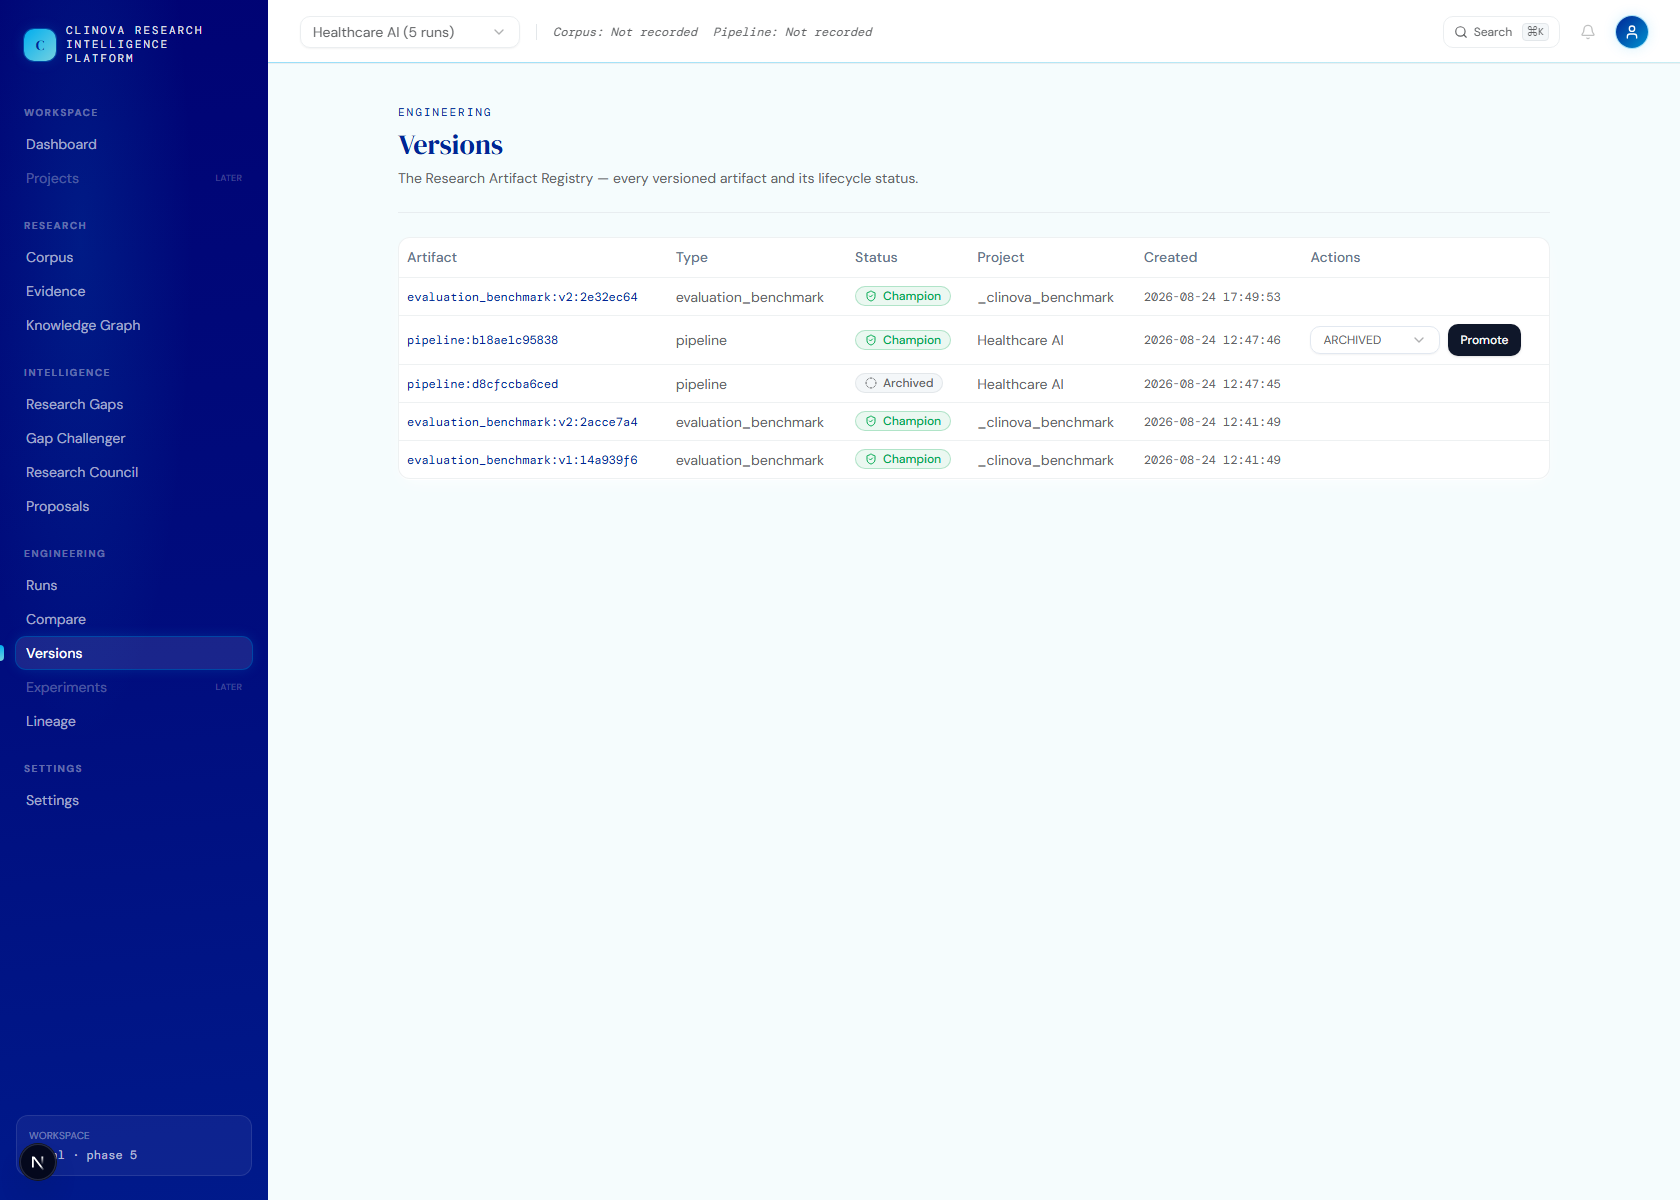 C
CLINOVA RESEARCH
INTELLIGENCE
PLATFORM
WORKSPACE
Dashboard
Projects LATER
RESEARCH
Corpus
Evidence
Knowledge Graph
INTELLIGENCE
Research Gaps
Gap Challenger
Research Council
Proposals
ENGINEERING
Runs
Compare
Versions
Experiments LATER
Lineage
SETTINGS
Settings
WORKSPACE
· phase 5
N
Healthcare AI (5 runs) Corpus: Not recorded Pipeline: Not recorded Search ⌘K
ENGINEERING
Versions
The Research Artifact Registry — every versioned artifact and its lifecycle status.
Artifact Type Status Project Created Actions
evaluation_benchmark:v2:2e32ec64 evaluation_benchmark Champion _clinova_benchmark 2026-08-24 17:49:53
pipeline:b18ae1c95838 pipeline Champion Healthcare AI 2026-08-24 12:47:46 ARCHIVED Promote
pipeline:d8cfccba6ced pipeline Archived Healthcare AI 2026-08-24 12:47:45
evaluation_benchmark:v2:2acce7a4 evaluation_benchmark Champion _clinova_benchmark 2026-08-24 12:41:49
evaluation_benchmark:v1:14a939f6 evaluation_benchmark Champion _clinova_benchmark 2026-08-24 12:41:49